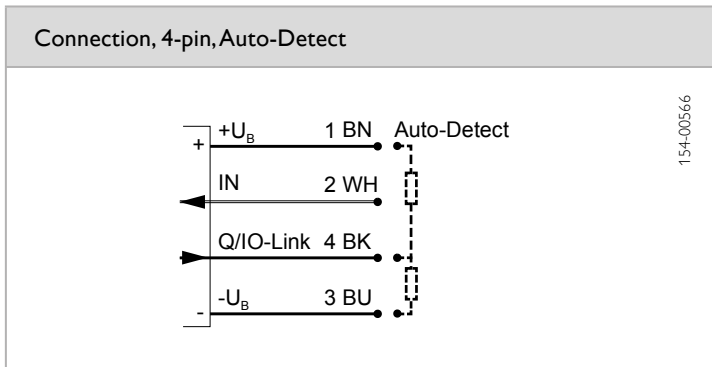 Connection, 4-pin, Auto-Detect
+U_B 1 BN Auto-Detect
+
IN 2 WH
Q/IO-Link 4 BK
-U_B 3 BU
-
154-00566